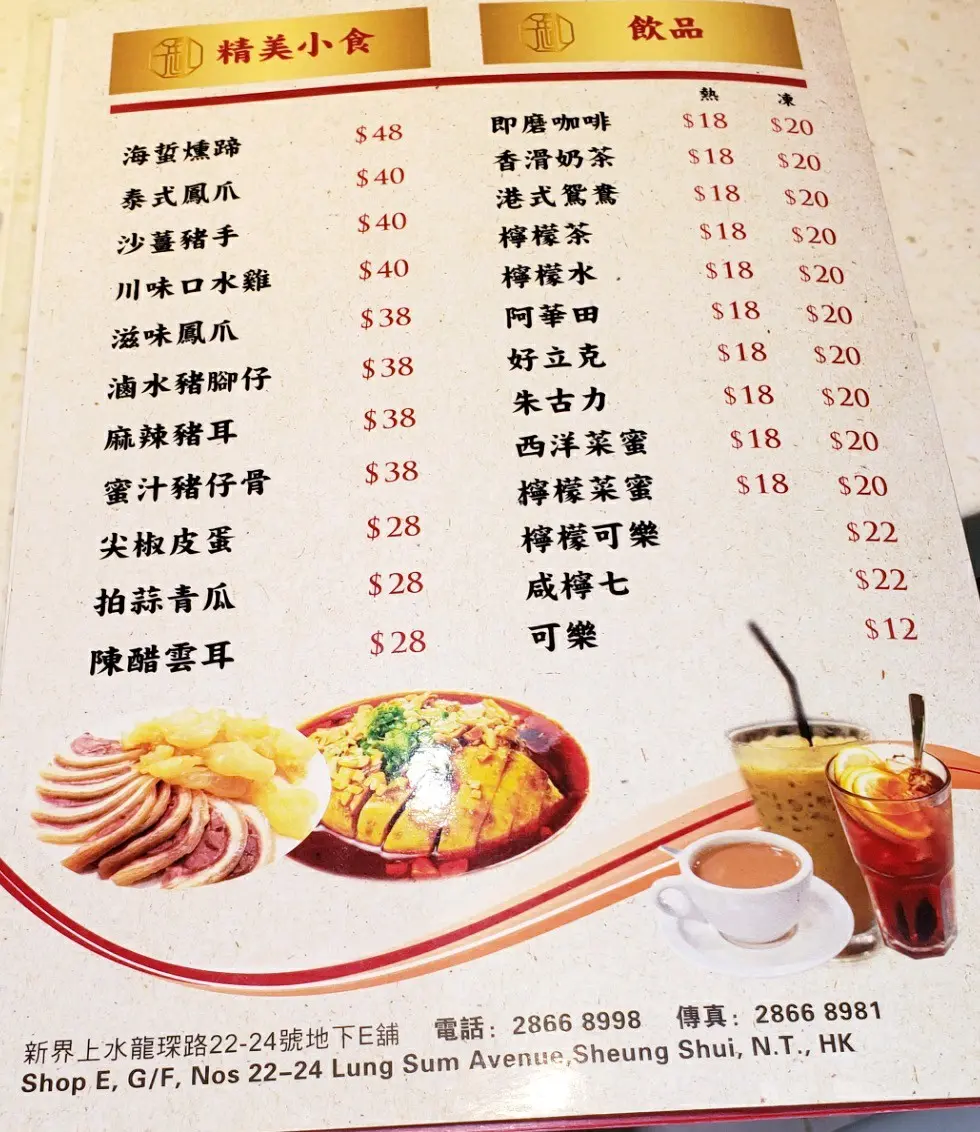 精美小食
海蜇燻蹄 $48
泰式鳳爪 $40
沙薑豬手 $40
川味口水雞 $40
滋味鳳爪 $38
滷水豬腳仔 $38
麻辣豬耳 $38
蜜汁豬仔骨 $38
尖椒皮蛋 $28
拍蒜青瓜 $28
陳醋雲耳 $28
飲品
熱 凍
即磨咖啡 $18 $20
香滑奶茶 $18 $20
港式鴛鴦 $18 $20
檸檬茶 $18 $20
檸檬水 $18 $20
阿華田 $18 $20
好立克 $18 $20
朱古力 $18 $20
西洋菜蜜 $18 $20
檸檬菜蜜 $18 $20
檸檬可樂 $22
咸檸七 $22
可樂 $12
新界上水龍琛路22-24號地下E舖 電話: 2866 8998 傳真: 2866 8981
Shop E, G/F, Nos 22-24 Lung Sum Avenue,Sheung Shui, N.T., HK